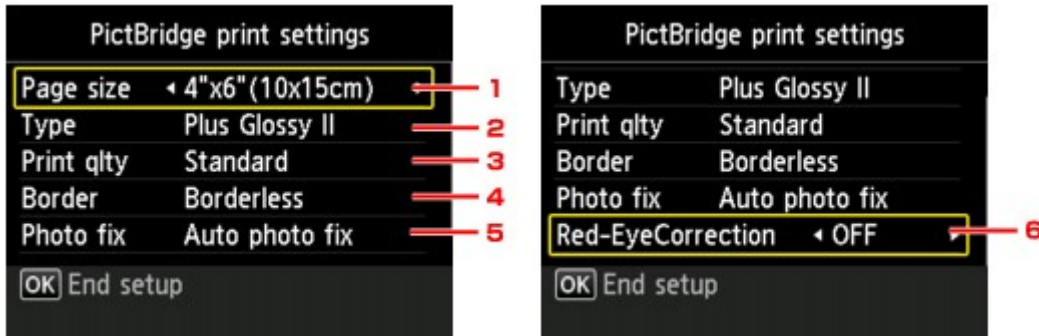 PictBridge print settings
Page size 4"x6"(10x15cm) 1
Type Plus Glossy II 2
Print qlty Standard 3
Border Borderless 4
Photo fix Auto photo fix 5
OK End setup
PictBridge print settings
Type Plus Glossy II
Print qlty Standard
Border Borderless
Photo fix Auto photo fix
Red-EyeCorrection OFF 6
OK End setup